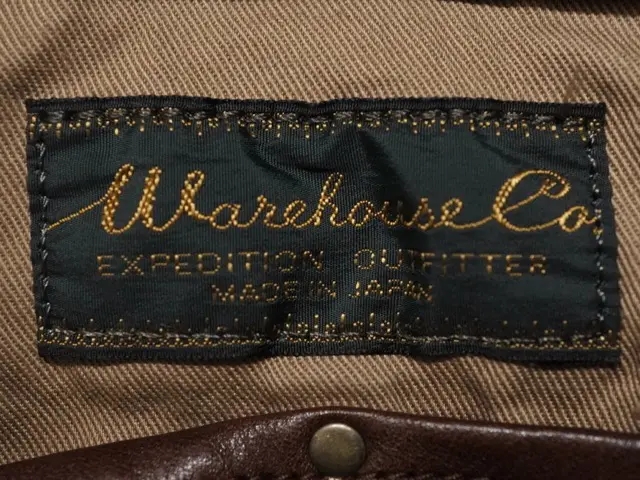 Warehouse Co
EXPEDITION OUTFITTER
MADE IN JAPAN